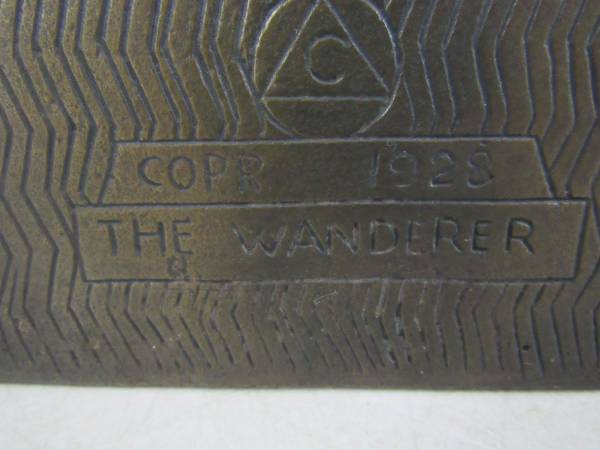 C
COPR 1928
THE WANDERER